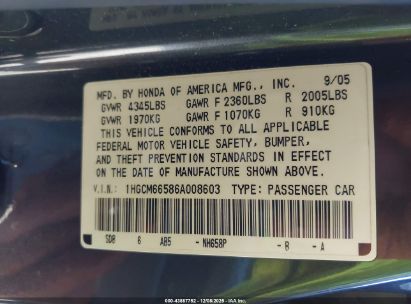 MFD. BY HONDA OF AMERICA MFG., INC. 9/05
GVWR 4345LBS GAWR F 2360LBS R 2005LBS
GVWR 1970KG GAWR F 1070KG R 910KG
THIS VEHICLE CONFORMS TO ALL APPLICABLE
FEDERAL MOTOR VEHICLE SAFETY, BUMPER,
AND THEFT PREVENTION STANDARDS IN EFFECT
ON THE DATE OF MANUFACTURE SHOWN ABOVE.
V.I.N.: 1HGCM66586A008603 TYPE: PASSENGER CAR
SD8 6 AB5 - NH658P - B - A